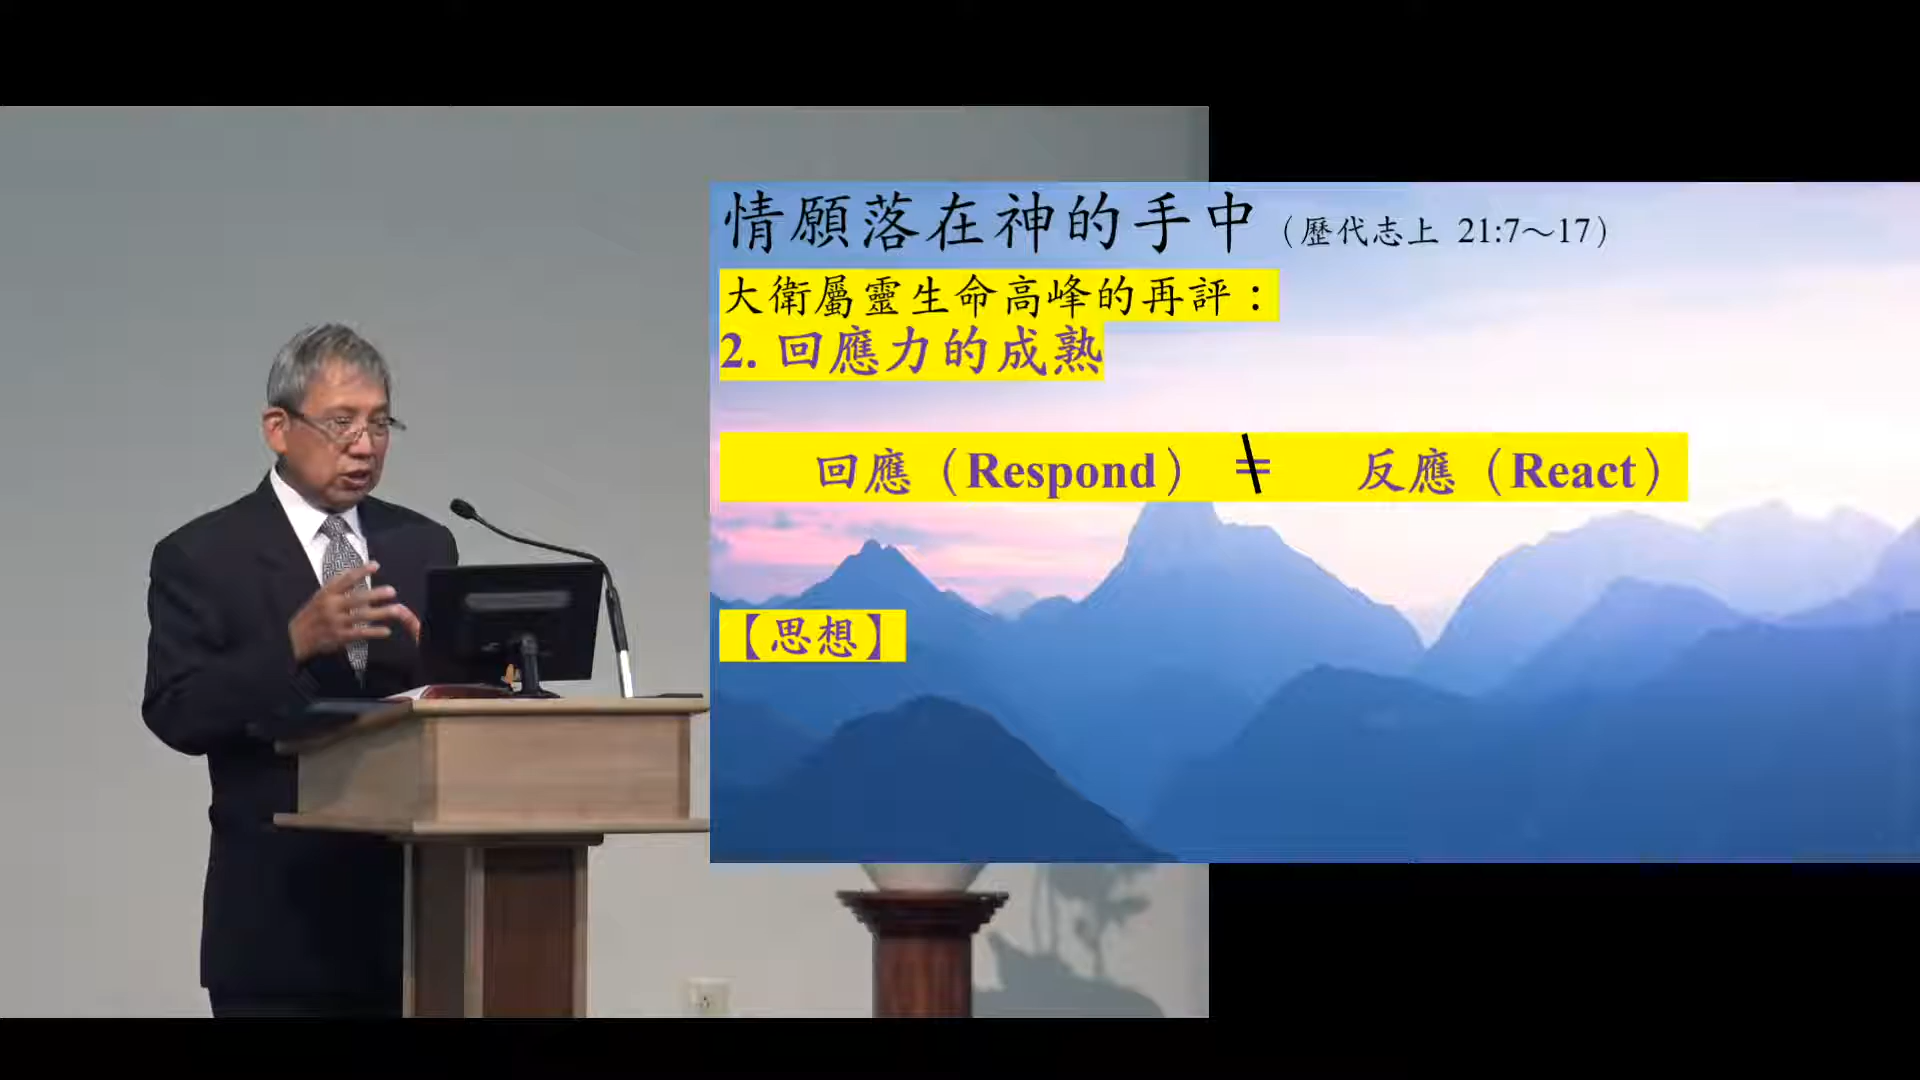 情願落在神的手中（歷代志上 21:7～17）
大衛屬靈生命高峰的再評：
2. 回應力的成熟
回應（Respond） ≠ 反應（React）
【思想】